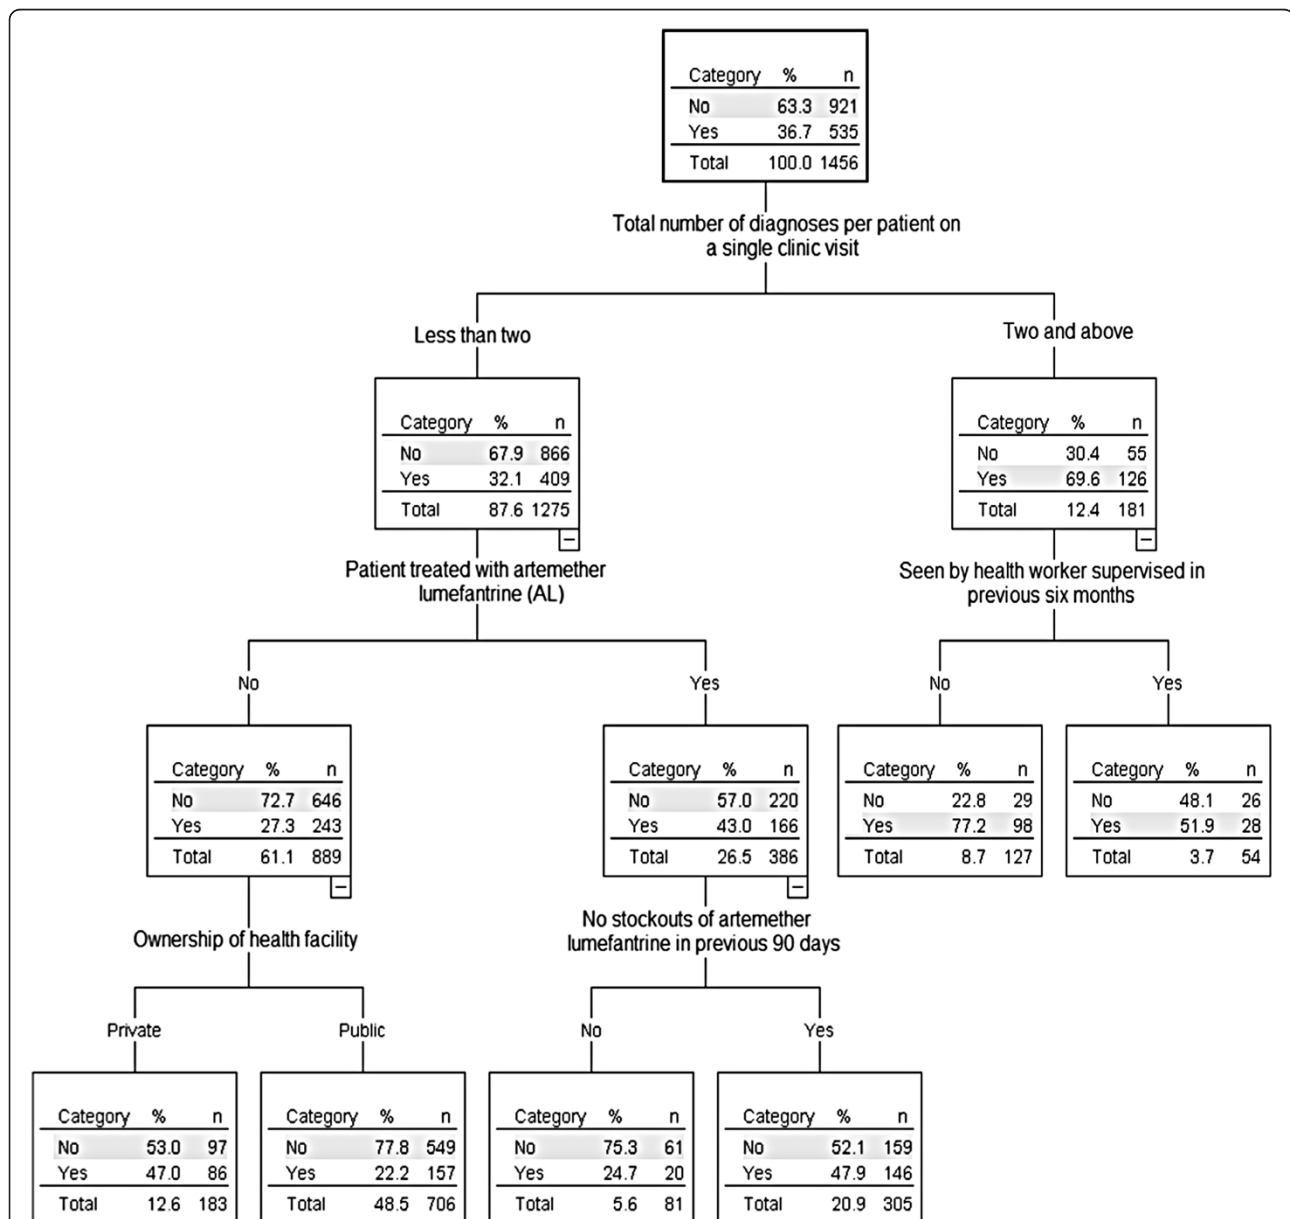 Category % n
No 63.3 921
Yes 36.7 535
Total 100.0 1456
Total number of diagnoses per patient on
a single clinic visit
Less than two
Two and above
Category % n
No 67.9 866
Yes 32.1 409
Total 87.6 1275
Category % n
No 30.4 55
Yes 69.6 126
Total 12.4 181
Patient treated with artemether
lumefantrine (AL)
Seen by health worker supervised in
previous six months
No
Yes
No
Yes
Category % n
No 72.7 646
Yes 27.3 243
Total 61.1 889
Category % n
No 57.0 220
Yes 43.0 166
Total 26.5 386
Category % n
No 22.8 29
Yes 77.2 98
Total 8.7 127
Category % n
No 48.1 26
Yes 51.9 28
Total 3.7 54
Ownership of health facility
No stockouts of artemether
lumefantrine in previous 90 days
Private
Public
No
Yes
Category % n
No 53.0 97
Yes 47.0 86
Total 12.6 183
Category % n
No 77.8 549
Yes 22.2 157
Total 48.5 706
Category % n
No 75.3 61
Yes 24.7 20
Total 5.6 81
Category % n
No 52.1 159
Yes 47.9 146
Total 20.9 305